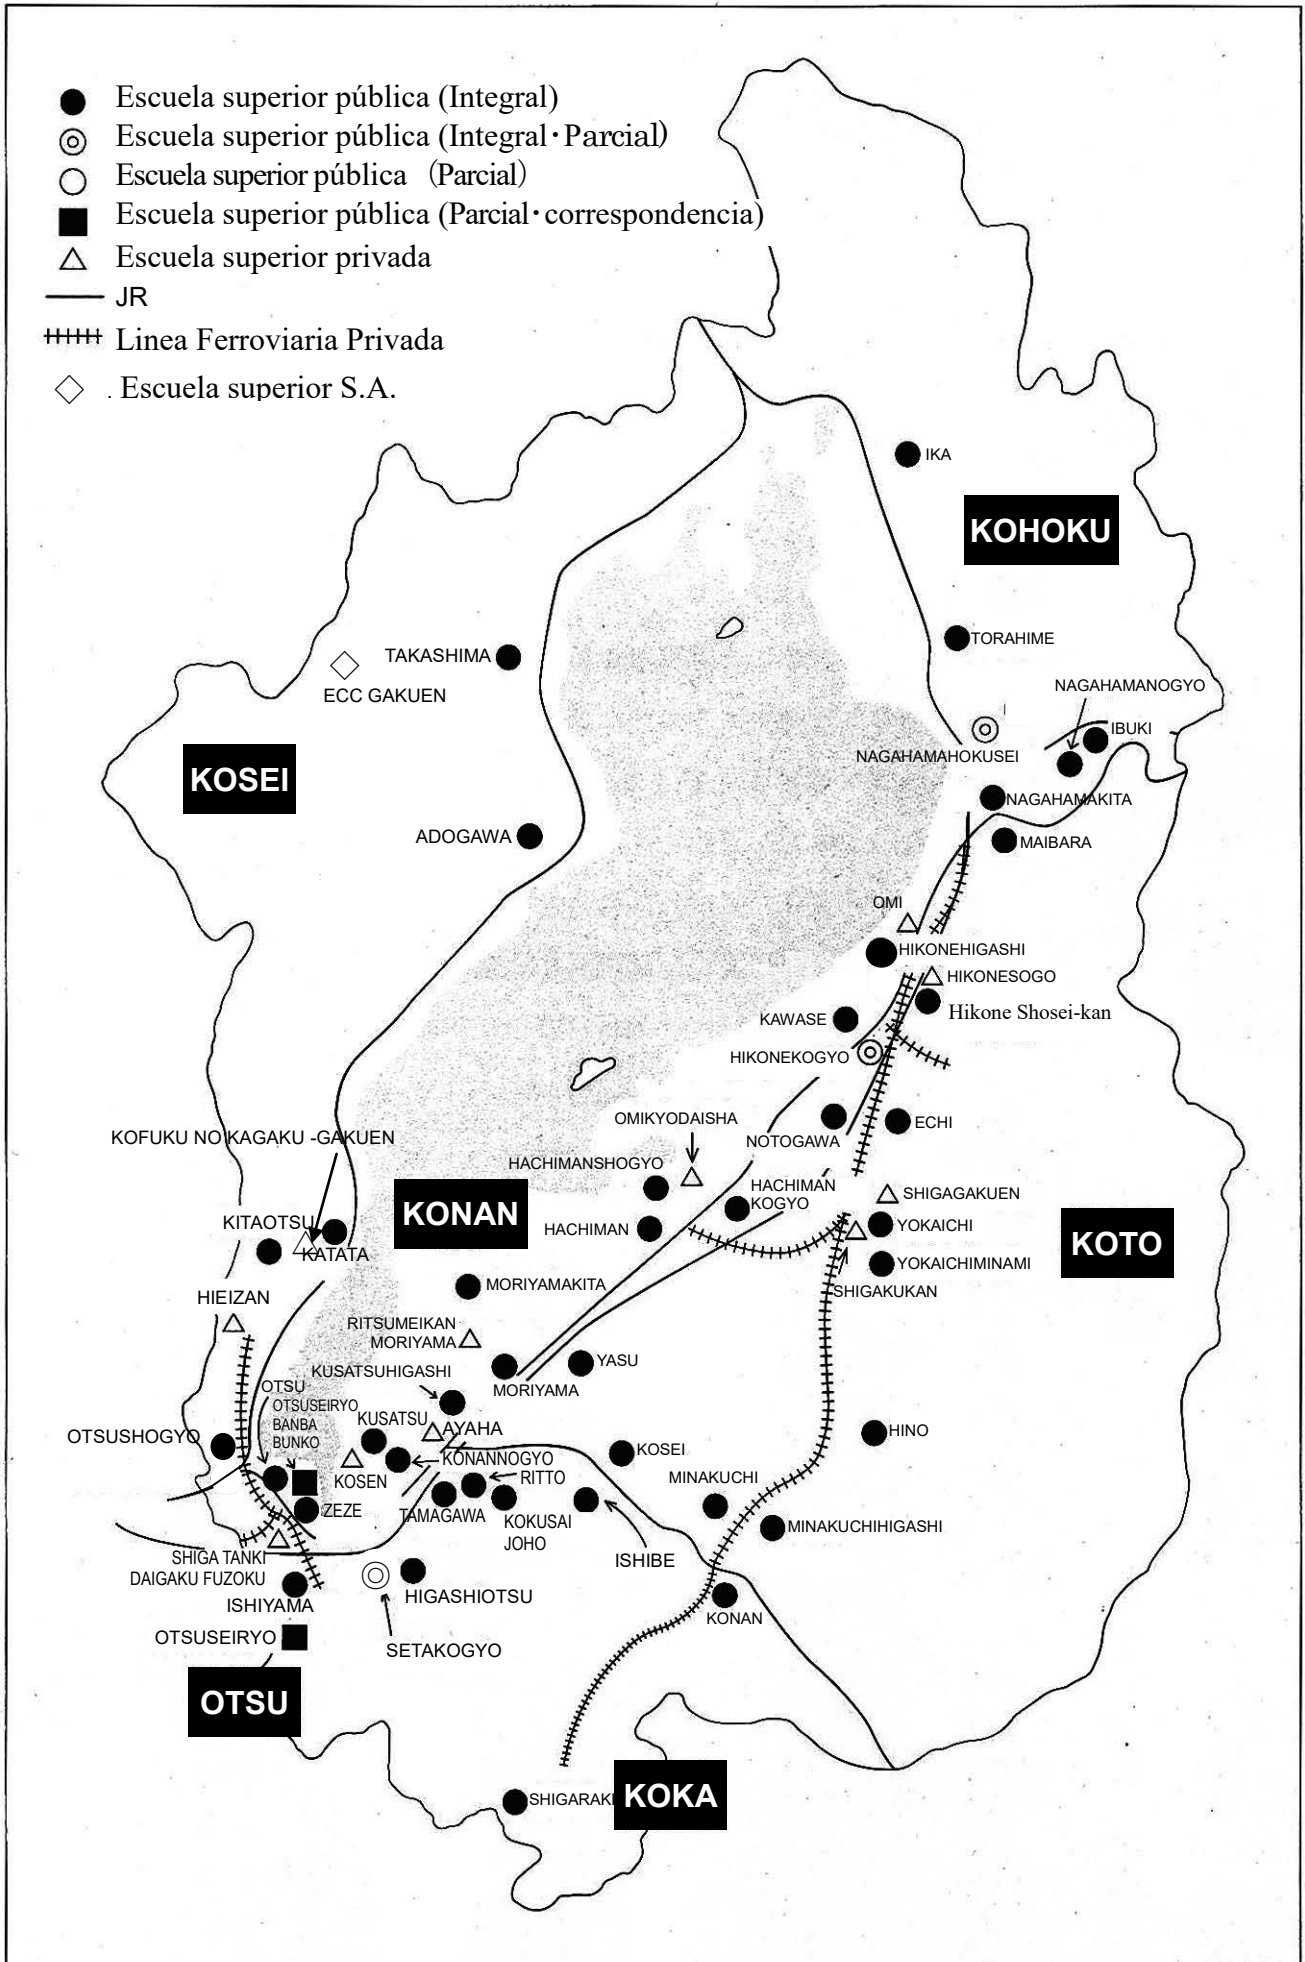 Escuela superior pública (Integral)
Escuela superior pública (Integral・Parcial)
Escuela superior pública (Parcial)
Escuela superior pública (Parcial・correspondencia)
Escuela superior privada
JR
Linea Ferroviaria Privada
. Escuela superior S.A.
IKA
KOHOKU
TORAHIME
TAKASHIMA
ECC GAKUEN
NAGAHAMANOGYO
IBUKI
NAGAHAMAHOKUSEI
KOSEI
NAGAHAMAKITA
ADOGAWA
MAIBARA
OMI
HIKONEHIGASHI
HIKONESOGO
Hikone Shosei-kan
KAWASE
HIKONEKOGYO
OMIKYODAISHA
ECHI
NOTOGAWA
KOFUKU NO KAGAKU -GAKUEN
HACHIMANSHOGYO
HACHIMAN
KOGYO
SHIGAGAKUEN
KONAN
KITAOTSU
KATATA
HACHIMAN
YOKAICHI
KOTO
YOKAICHIMINAMI
SHIGAKUKAN
MORIYAMAKITA
HIEIZAN
RITSUMEIKAN
MORIYAMA
YASU
KUSATSUHIGASHI
MORIYAMA
OTSU
OTSUSEIRYO
BANBA
BUNKO
KUSATSU
AYAHA
OTSUSHOGYO
HINO
KOSEI
KONANNOGYO
KOSEN
RITTO
MINAKUCHI
ZEZE
TAMAGAWA
KOKUSAI
JOHO
MINAKUCHIHIGASHI
ISHIBE
SHIGA TANKI
DAIGAKU FUZOKU
HIGASHIOTSU
ISHIYAMA
KONAN
OTSUSEIRYO
SETAKOGYO
OTSU
SHIGARAKI
KOKA